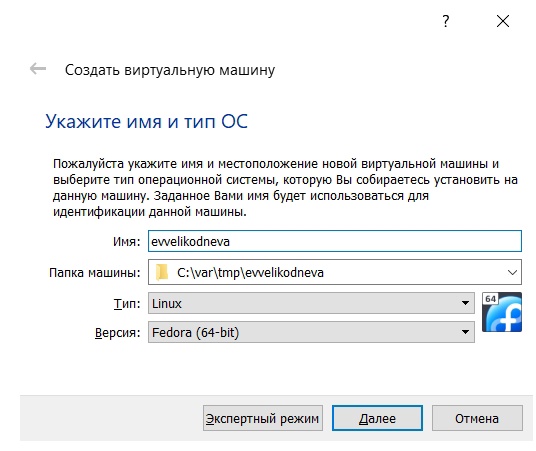 ?
Создать виртуальную машину
Укажите имя и тип ОС
Пожалуйста укажите имя и местоположение новой виртуальной машины и
выберите тип операционной системы, которую Вы собираетесь установить на
данную машину. Заданное Вами имя будет использоваться для
идентификации данной машины.
Имя: evvelikodneva
Папка машины: C:\var\tmp\evvelikodneva
Тип: Linux
64
Версия: Fedora (64-bit)
Экспертный режим Далее Отмена